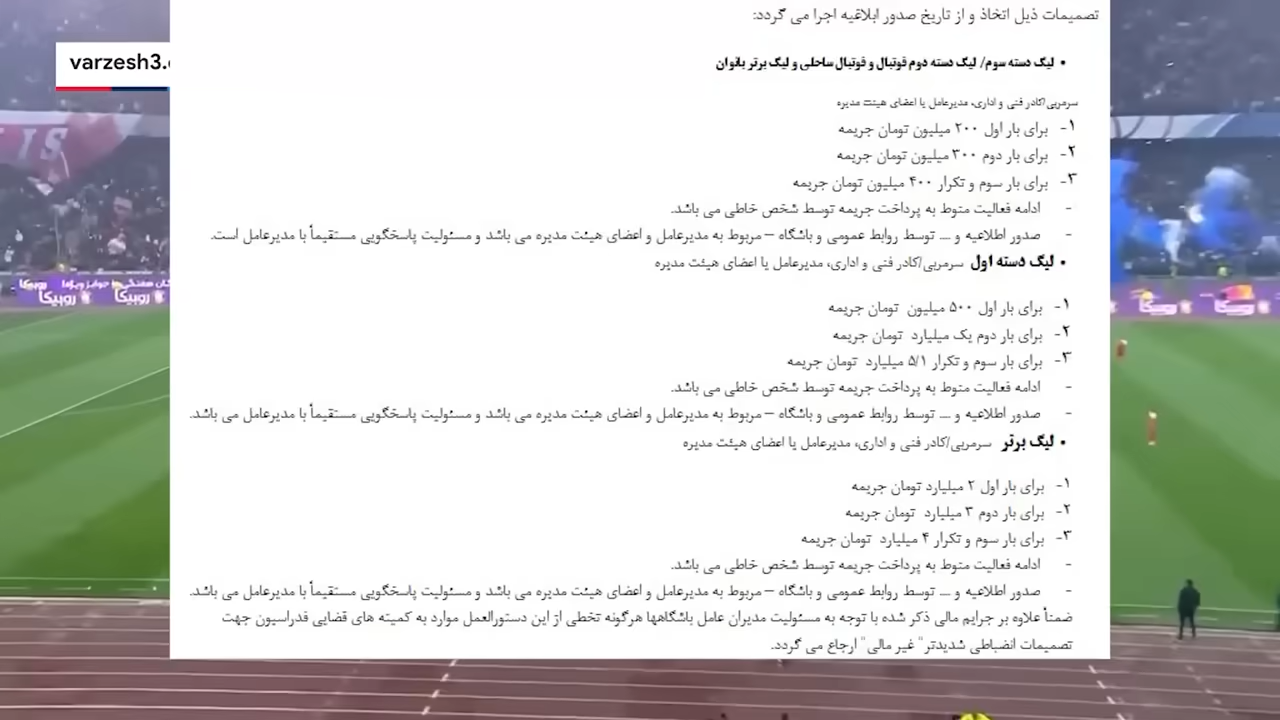 تصمیمات ذیل اتخاذ و از تاریخ صدور ابلاغیه اجرا می گردد:
varzesh3.
• لیگ دسته سوم/ لیگ دسته دوم فوتبال و فوتبال ساحلی و لیگ برتر بانوان
سرمربی/کادر فنی و اداری، مدیرعامل یا اعضای هیئت مدیره
۱- برای بار اول ۲۰۰ میلیون تومان جریمه
۲- برای بار دوم ۳۰۰ میلیون تومان جریمه
۳- برای بار سوم و تکرار ۴۰۰ میلیون تومان جریمه
- ادامه فعالیت منوط به پرداخت جریمه توسط شخص خاطی می باشد.
- صدور اطلاعیه و ... توسط روابط عمومی و باشگاه – مربوط به مدیرعامل و اعضای هیئت مدیره می باشد و مسئولیت پاسخگویی مستقیماً با مدیرعامل است.
• لیگ دسته اول سرمربی/کادر فنی و اداری، مدیرعامل یا اعضای هیئت مدیره
۱- برای بار اول ۵۰۰ میلیون تومان جریمه
۲- برای بار دوم یک میلیارد تومان جریمه
۳- برای بار سوم و تکرار ۵/۱ میلیارد تومان جریمه
- ادامه فعالیت منوط به پرداخت جریمه توسط شخص خاطی می باشد.
- صدور اطلاعیه و ... توسط روابط عمومی و باشگاه – مربوط به مدیرعامل و اعضای هیئت مدیره می باشد و مسئولیت پاسخگویی مستقیماً با مدیرعامل می باشد.
• لیگ برتر سرمربی/کادر فنی و اداری، مدیرعامل یا اعضای هیئت مدیره
۱- برای بار اول ۲ میلیارد تومان جریمه
۲- برای بار دوم ۳ میلیارد تومان جریمه
۳- برای بار سوم و تکرار ۴ میلیارد تومان جریمه
- ادامه فعالیت منوط به پرداخت جریمه توسط شخص خاطی می باشد.
- صدور اطلاعیه و ... توسط روابط عمومی و باشگاه – مربوط به مدیرعامل و اعضای هیئت مدیره می باشد و مسئولیت پاسخگویی مستقیماً با مدیرعامل می باشد.
ضمناً علاوه بر جرایم مالی ذکر شده با توجه به مسئولیت مدیران عامل باشگاهها هرگونه تخطی از این دستورالعمل موارد به کمیته های قضایی فدراسیون جهت
تصمیمات انضباطی شدیدتر" غیر مالی" ارجاع می گردد.
روبیکا روبیکا